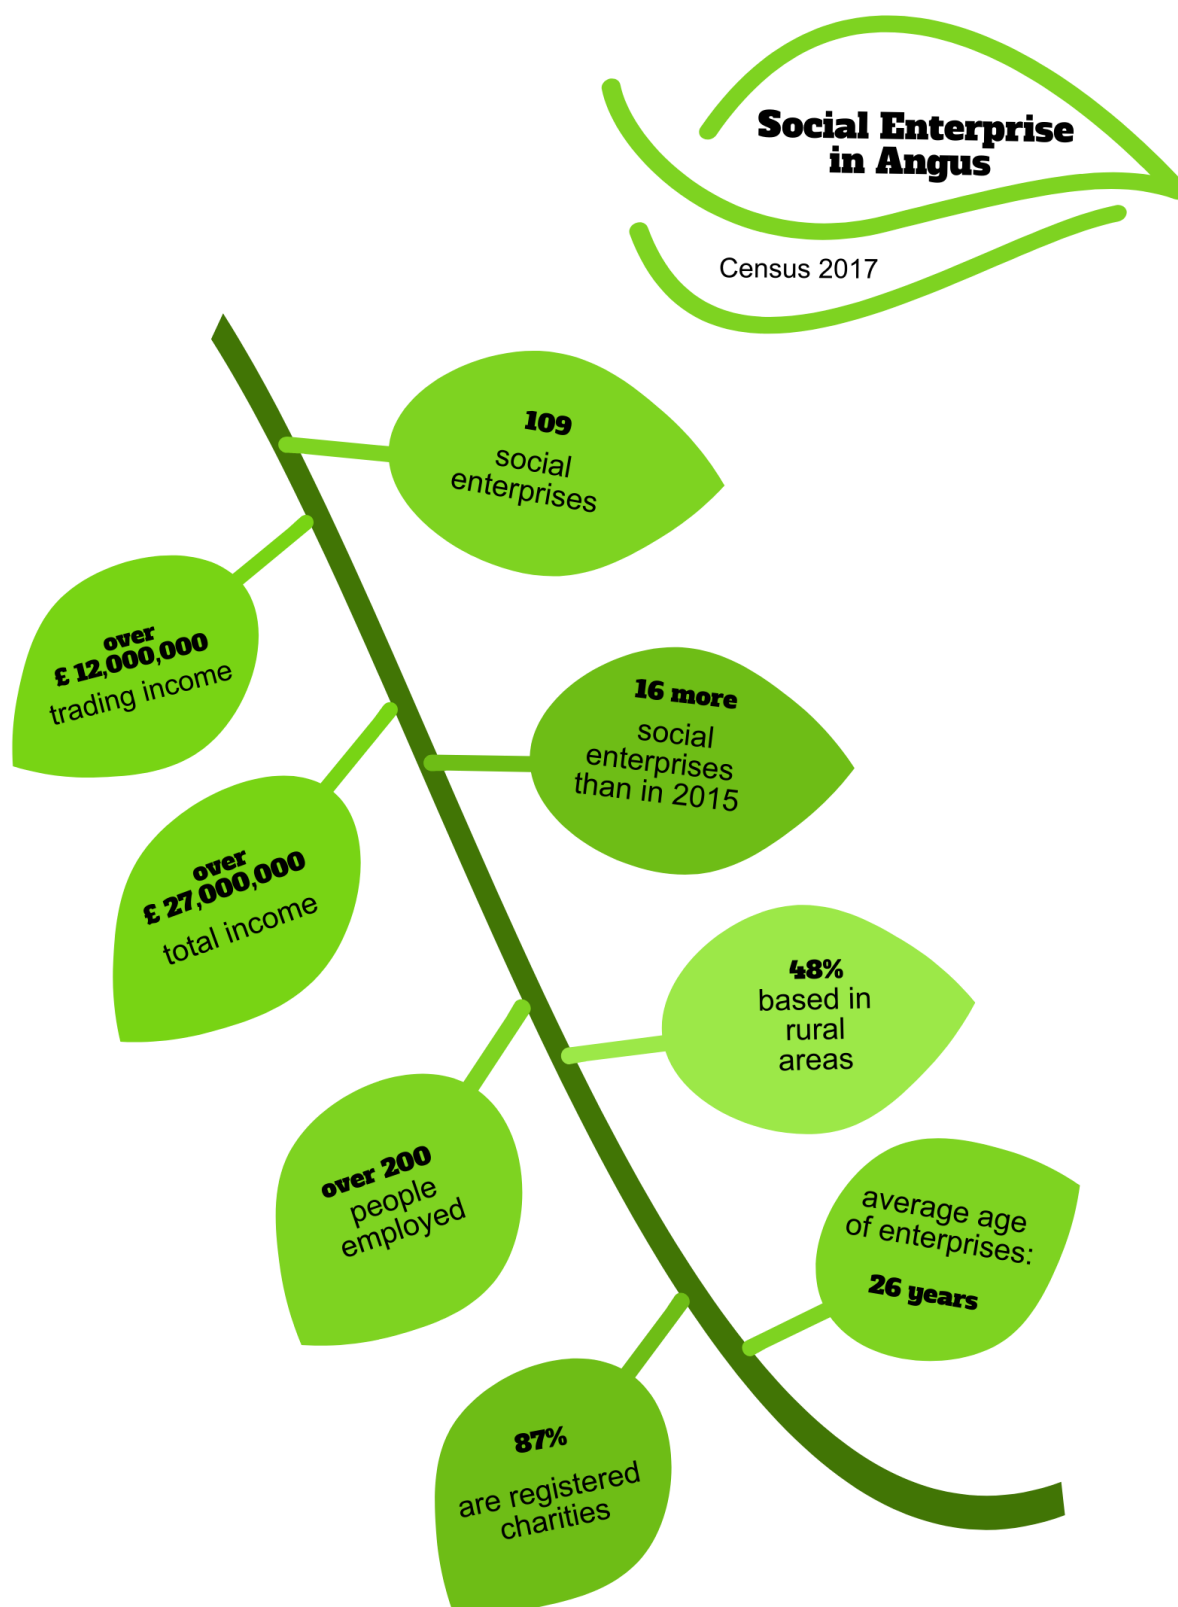 Social Enterprise
in Angus
Census 2017
109
social
enterprises
over
£ 12,000,000
trading income
16 more
social
enterprises
than in 2015
over
£ 27,000,000
total income
48%
based in
rural
areas
over 200
people
employed
average age
of enterprises:
26 years
87%
are registered
charities